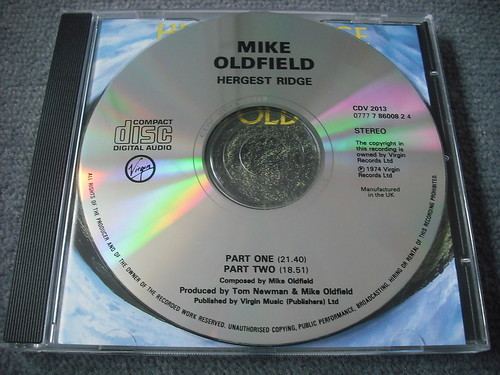 MIKE
OLDFIELD
HERGEST RIDGE
COMPACT
disc
DIGITAL AUDIO
Virgin
CDV 2013
0777 7 86008 2 4
STEREO
The copyright in
this recording is
owned by Virgin
Records Ltd
℗ 1974 Virgin
Records Ltd
Manufactured
in the UK
OLD
PART ONE (21.40)
PART TWO (18.51)
Composed by Mike Oldfield
Produced by Tom Newman & Mike Oldfield
Published by Virgin Music (Publishers) Ltd
ALL RIGHTS OF THE PRODUCER AND OF THE OWNER OF THE RECORDED WORK RESERVED. UNAUTHORISED COPYING, PUBLIC PERFORMANCE, BROADCASTING, HIRING OR RENTAL OF THIS RECORDING PROHIBITED